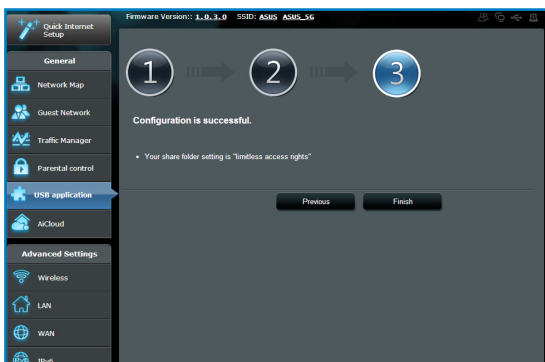 Quick Internet
Setup
Firmware Version:: 1.0.3.0 SSID: ASUS ASUS_5G
General
Network Map
Guest Network
Traffic Manager
Parental control
USB application
AiCloud
Advanced Settings
Wireless
LAN
WAN
IPv6
1
2
3
Configuration is successful.
• Your share folder setting is "limitless access rights"
Previous Finish